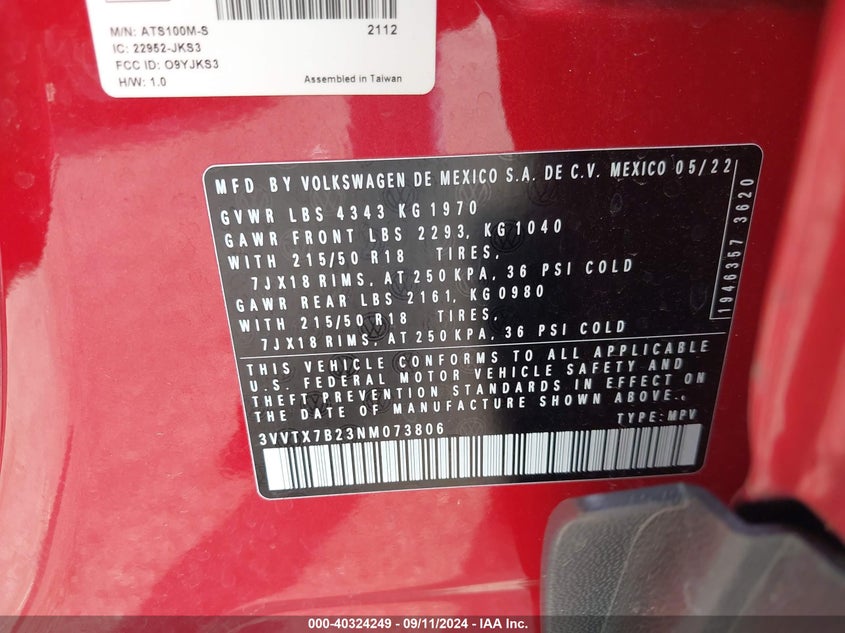 M/N: ATS100M-S 2112
IC: 22952-JKS3
FCC ID: O9YJKS3
H/W: 1.0 Assembled in Taiwan
MFD BY VOLKSWAGEN DE MEXICO S.A. DE C.V. MEXICO 05/22
GVWR LBS 4343 KG 1970
GAWR FRONT LBS 2293, KG 1040
WITH 215/50 R18 TIRES,
7JX18 RIMS, AT 250 KPA, 36 PSI COLD
GAWR REAR LBS 2161, KG 0980
WITH 215/50 R18 TIRES,
7JX18 RIMS, AT 250 KPA, 36 PSI COLD
THIS VEHICLE CONFORMS TO ALL APPLICABLE
U.S. FEDERAL MOTOR VEHICLE SAFETY AND
THEFT PREVENTION STANDARDS IN EFFECT ON
THE DATE OF MANUFACTURE SHOWN ABOVE.
3VVTX7B23NM073806 TYPE: MPV
1946357 3620
000-40324249 - 09/11/2024 - IAA Inc.